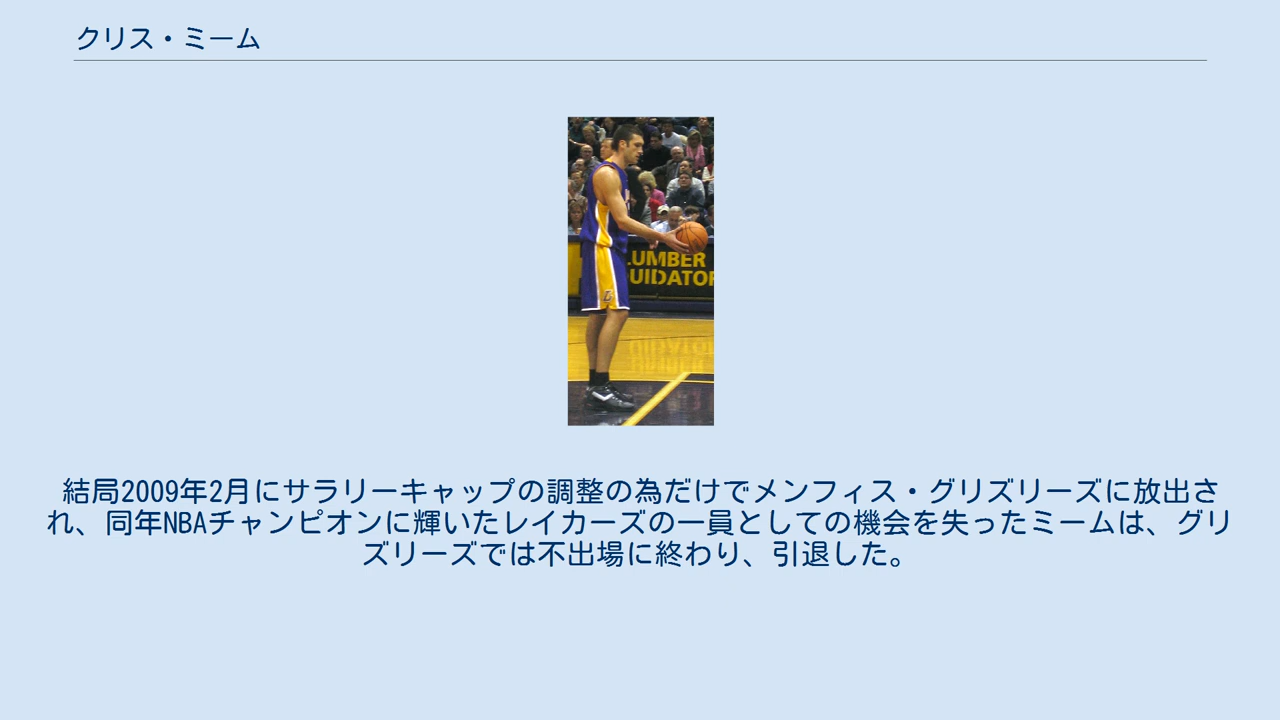 クリス・ミーム
LUMBER
UIDATOR
結局2009年2月にサラリーキャップの調整の為だけでメンフィス・グリズリーズに放出さ
れ、同年NBAチャンピオンに輝いたレイカーズの一員としての機会を失ったミームは、グリ
ズリーズでは不出場に終わり、引退した。